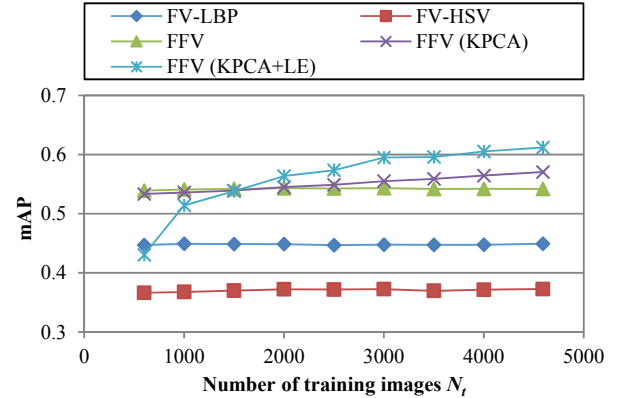 FV-LBP FV-HSV
FFV FFV (KPCA)
FFV (KPCA+LE)
0.7
0.6
0.5
0.4
0.3
mAP
0 1000 2000 3000 4000 5000
Number of training images Nt